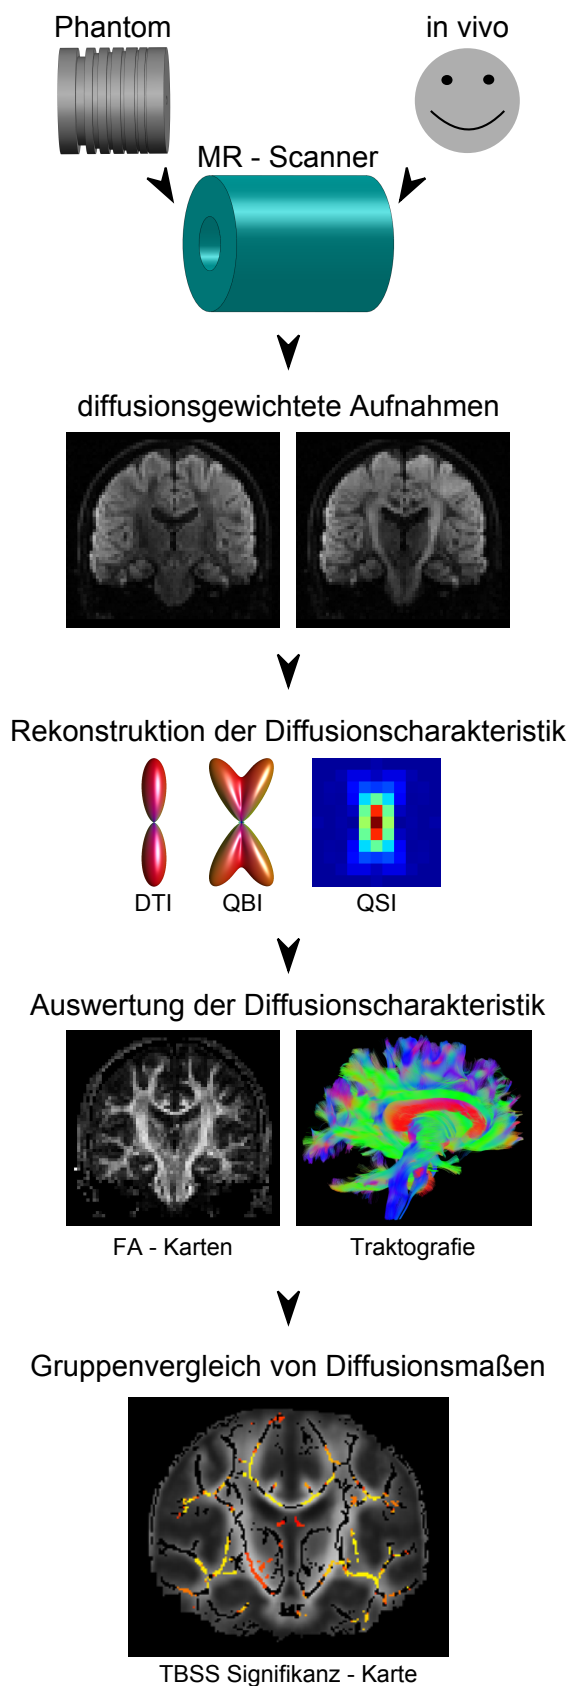 Phantom
in vivo
MR - Scanner
diffusionsgewichtete Aufnahmen
Rekonstruktion der Diffusionscharakteristik
DTI
QBI
QSI
Auswertung der Diffusionscharakteristik
FA - Karten
Traktografie
Gruppenvergleich von Diffusionsmaßen
TBSS Signifikanz - Karte